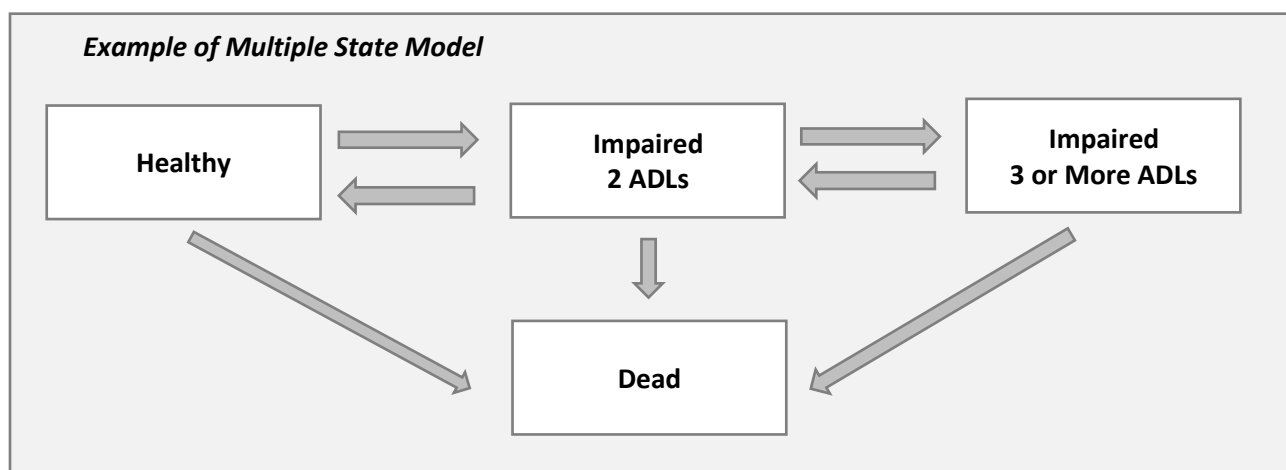 Example of Multiple State Model
Healthy
Impaired
2 ADLs
Impaired
3 or More ADLs
Dead